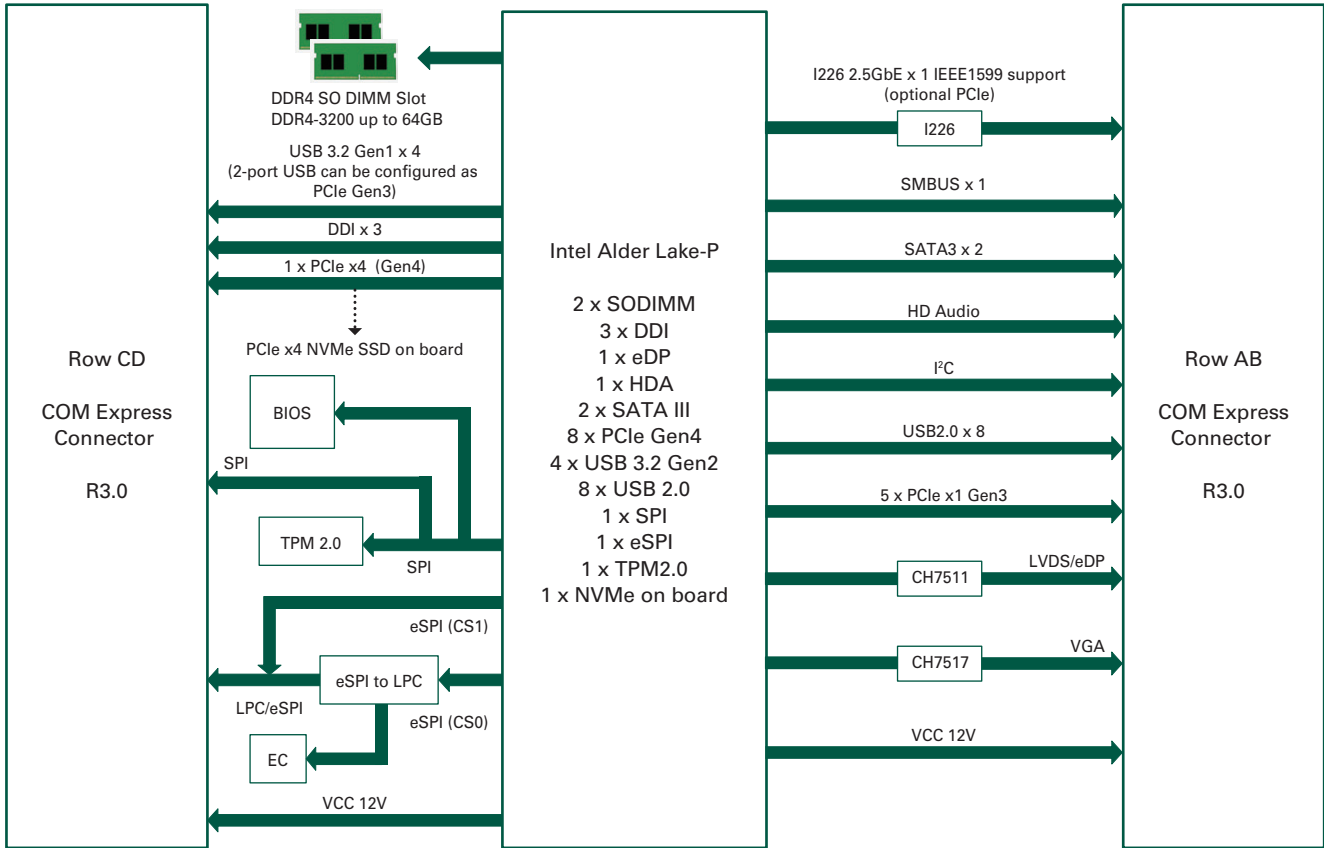 DDR4 SO DIMM Slot
DDR4-3200 up to 64GB
USB 3.2 Gen1 x 4
(2-port USB can be configured as
PCIe Gen3)
DDI x 3
1 x PCIe x4 (Gen4)
PCIe x4 NVMe SSD on board
Row CD
COM Express
Connector
R3.0
BIOS
SPI
TPM 2.0
SPI
eSPI (CS1)
eSPI to LPC
LPC/eSPI
eSPI (CS0)
EC
VCC 12V
Intel Alder Lake-P
2 x SODIMM
3 x DDI
1 x eDP
1 x HDA
2 x SATA III
8 x PCIe Gen4
4 x USB 3.2 Gen2
8 x USB 2.0
1 x SPI
1 x eSPI
1 x TPM2.0
1 x NVMe on board
I226 2.5GbE x 1 IEEE1599 support
(optional PCIe)
I226
SMBUS x 1
SATA3 x 2
HD Audio
I²C
USB2.0 x 8
5 x PCIe x1 Gen3
CH7511
LVDS/eDP
CH7517
VGA
VCC 12V
Row AB
COM Express
Connector
R3.0